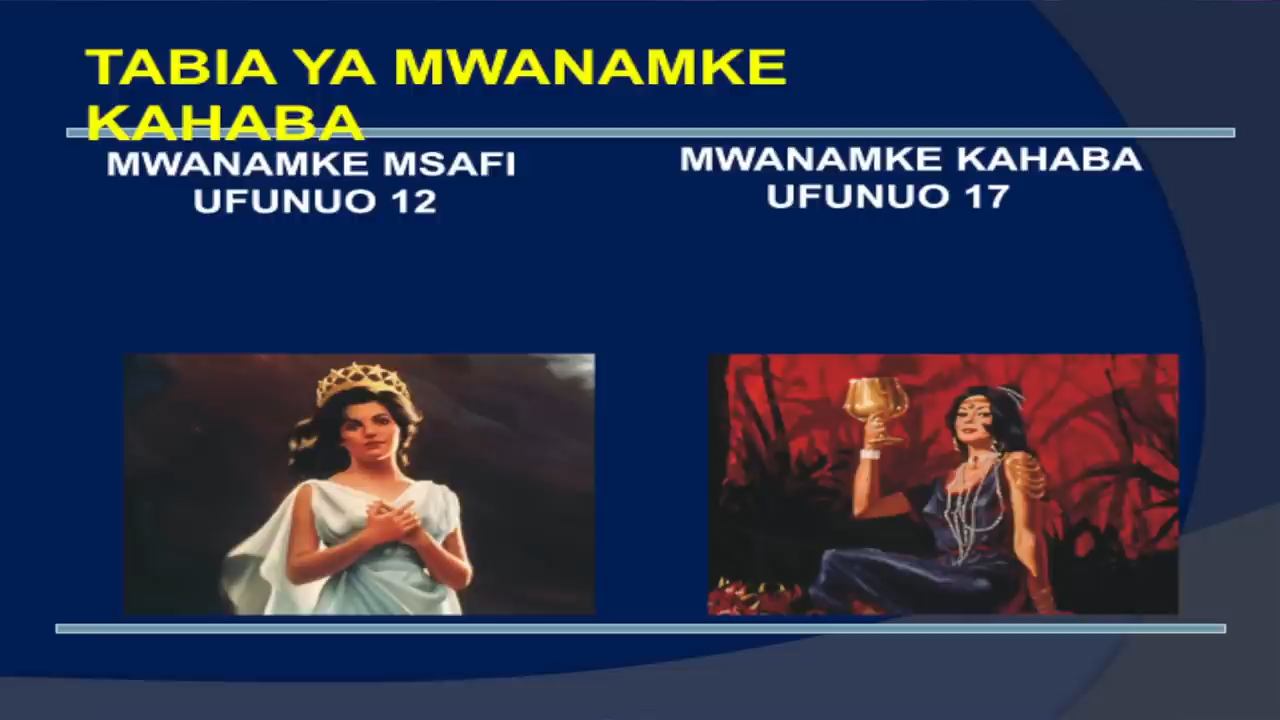 TABIA YA MWANAMKE
KAHABA
MWANAMKE MSAFI
UFUNUO 12
MWANAMKE KAHABA
UFUNUO 17